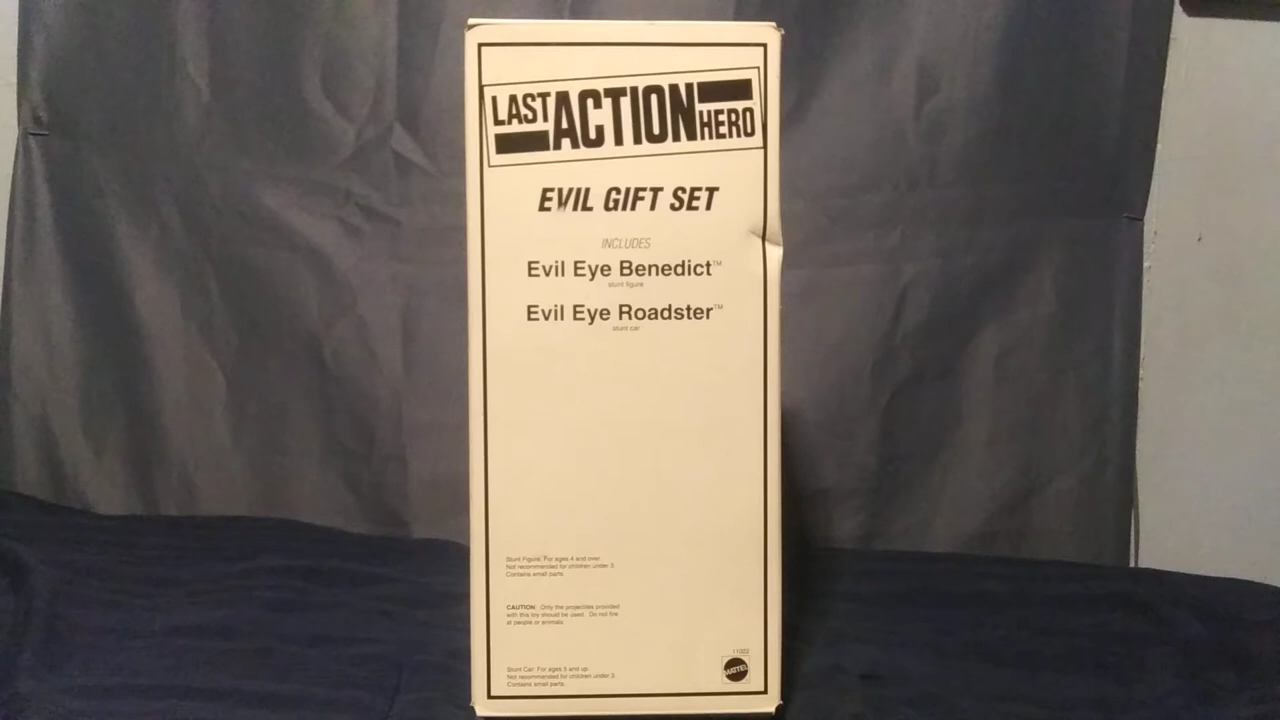 LAST ACTION HERO
EVIL GIFT SET
INCLUDES
Evil Eye Benedict™
stunt figure
Evil Eye Roadster™
stunt car
Stunt Figure: For ages 4 and over.
Not recommended for children under 3.
Contains small parts.
CAUTION: Only the projectiles provided
with this toy should be used. Do not fire
at people or animals.
11022
MATTEL
Stunt Car: For ages 5 and up.
Not recommended for children under 3.
Contains small parts.